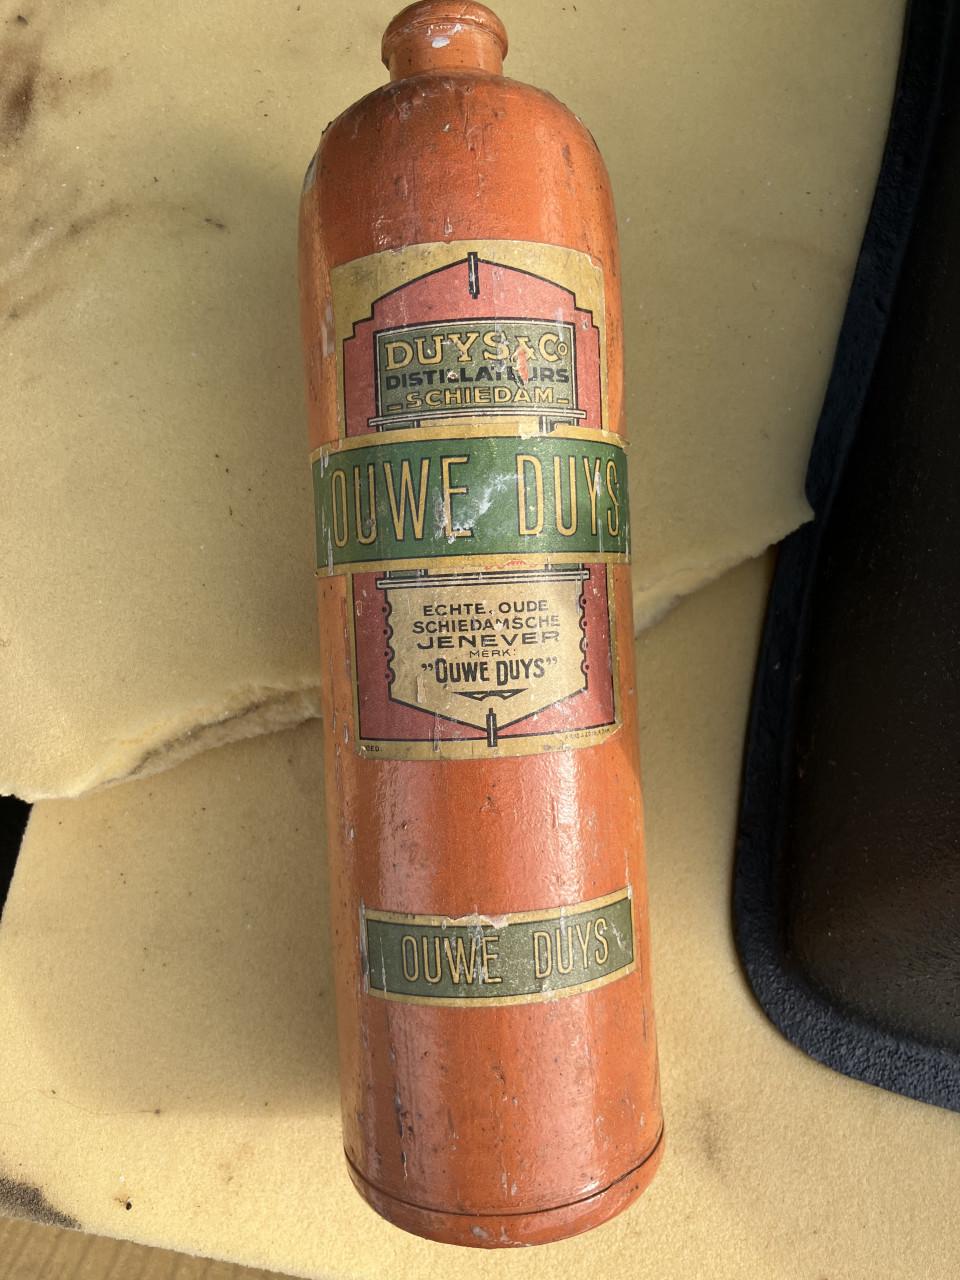 DUYS & Co
DISTILLATEURS
SCHIEDAM
OUWE DUYS
ECHTE, OUDE
SCHIEDAMSCHE
JENEVER
MERK:
"OUWE DUYS"
OUWE DUYS